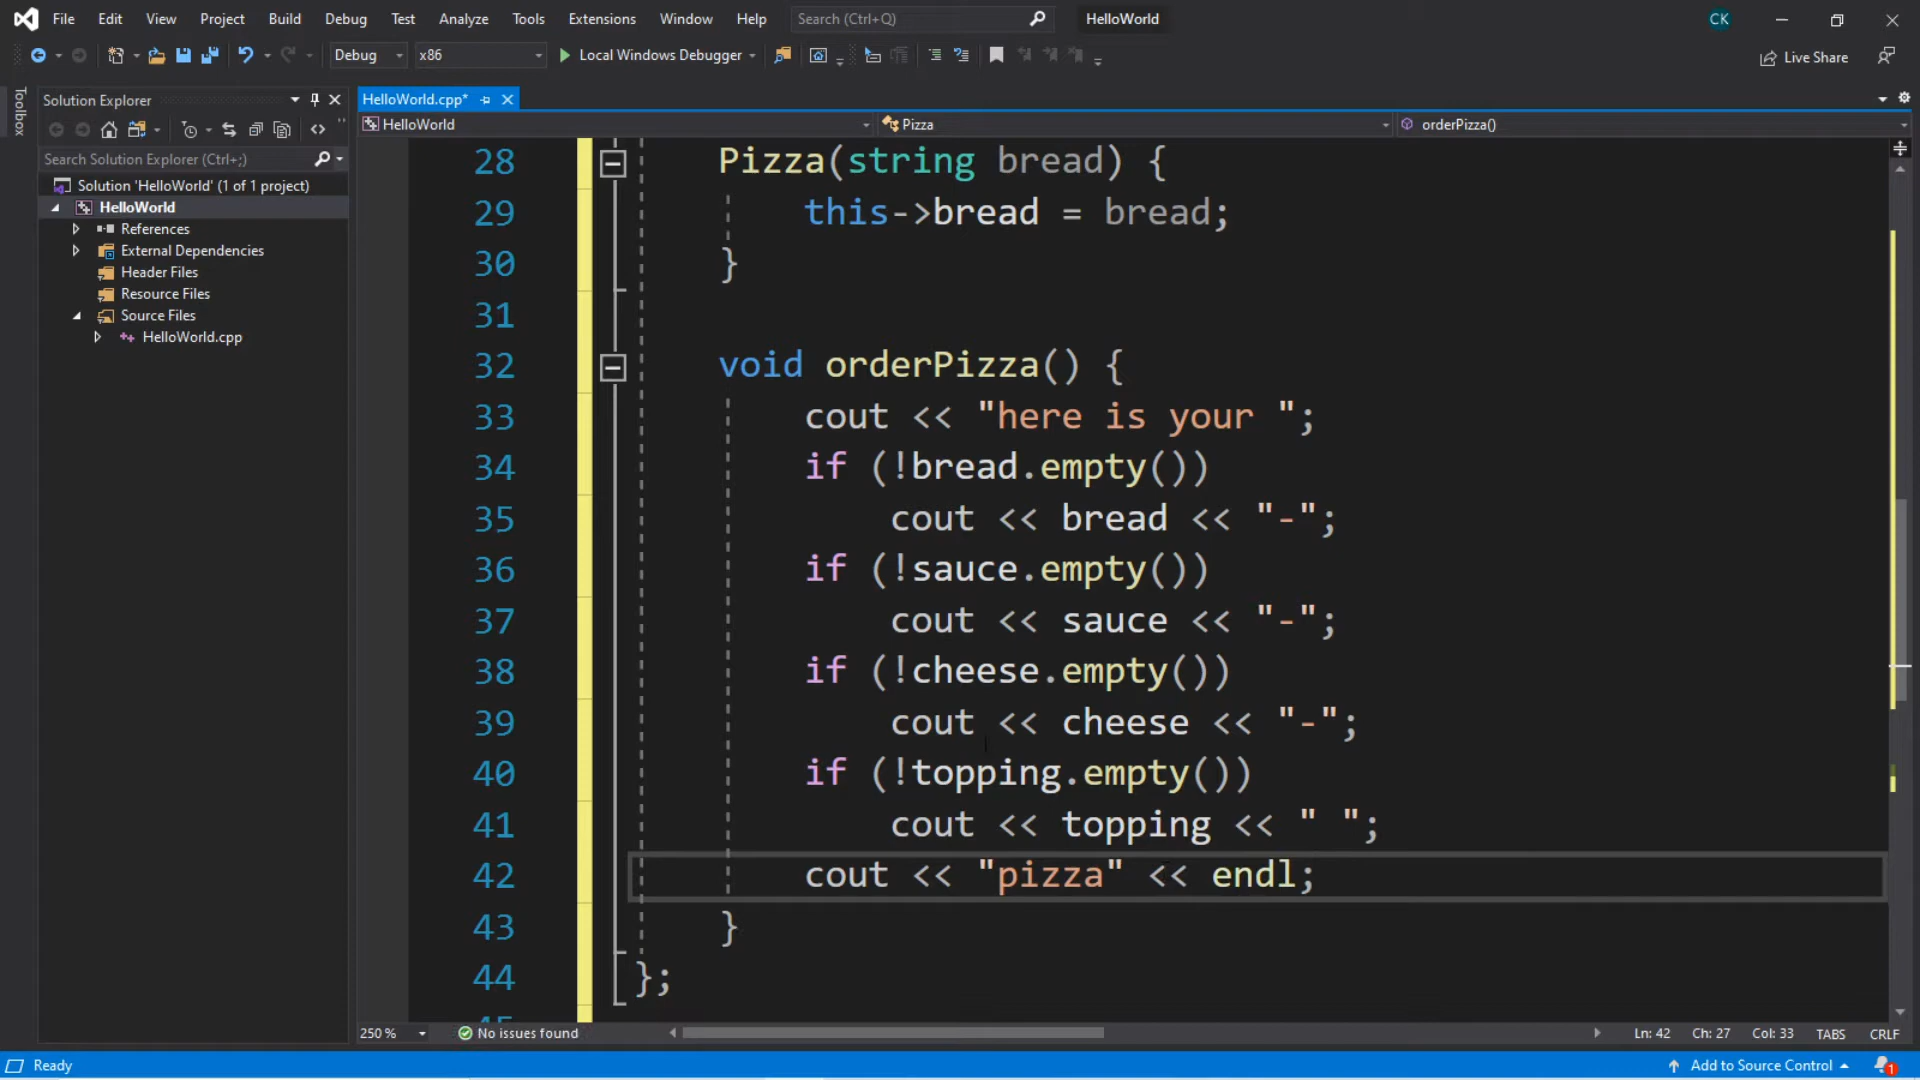 File Edit View Project Build Debug Test Analyze Tools Extensions Window Help Search (Ctrl+Q) HelloWorld CK
Debug x86 Local Windows Debugger Live Share
Toolbox
Solution Explorer
Search Solution Explorer (Ctrl+;)
Solution 'HelloWorld' (1 of 1 project)
HelloWorld
References
External Dependencies
Header Files
Resource Files
Source Files
HelloWorld.cpp
HelloWorld.cpp*
HelloWorld Pizza orderPizza()
28 Pizza(string bread) {
29 this->bread = bread;
30 }
31
32 void orderPizza() {
33 cout << "here is your ";
34 if (!bread.empty())
35 cout << bread << "-";
36 if (!sauce.empty())
37 cout << sauce << "-";
38 if (!cheese.empty())
39 cout << cheese << "-";
40 if (!topping.empty())
41 cout << topping << " ";
42 cout << "pizza" << endl;
43 }
44 };
250 % No issues found Ln: 42 Ch: 27 Col: 33 TABS CRLF
Ready Add to Source Control 1